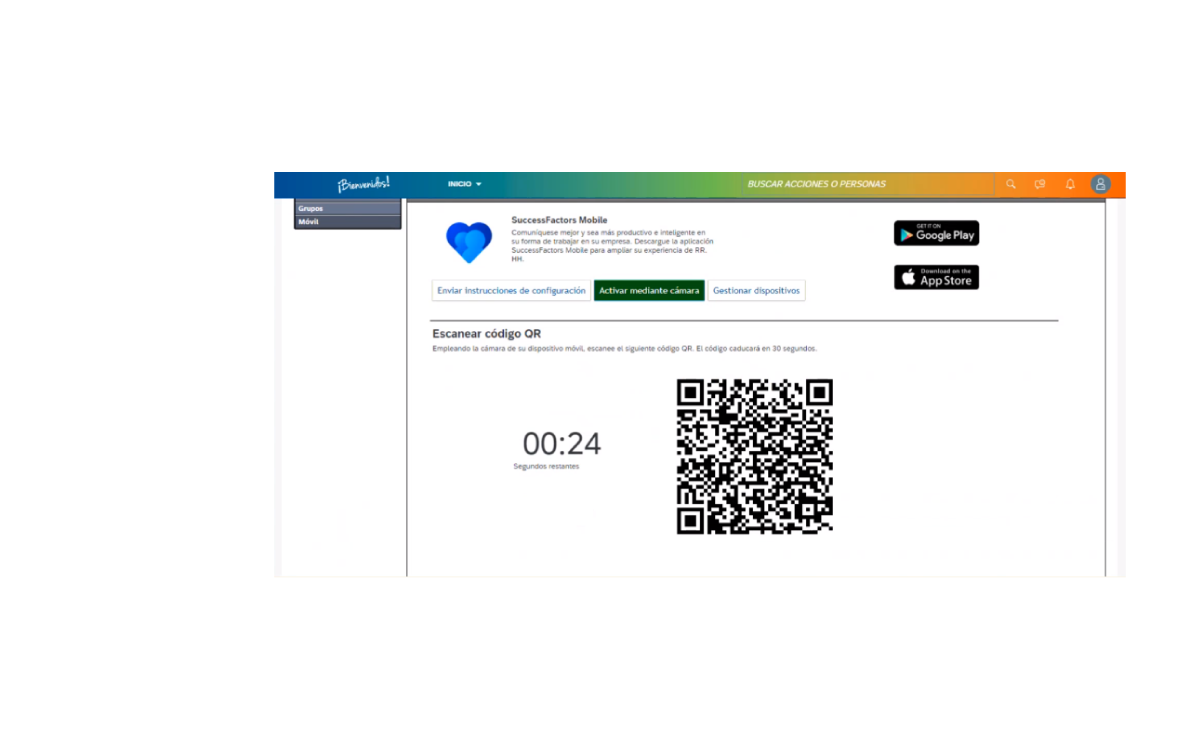 ¡Bienvenidos!
INICIO
BUSCAR ACCIONES O PERSONAS
Grupos
Móvil
SuccessFactors Mobile
Comuníquese mejor y sea más productivo e inteligente en
su forma de trabajar en su empresa. Descargue la aplicación
SuccessFactors Mobile para ampliar su experiencia de RR.
HH.
GET IT ON
Google Play
Download on the
App Store
Enviar instrucciones de configuración
Activar mediante cámara
Gestionar dispositivos
Escanear código QR
Empleando la cámara de su dispositivo móvil, escanee el siguiente código QR. El código caducará en 30 segundos.
00:24
Segundos restantes